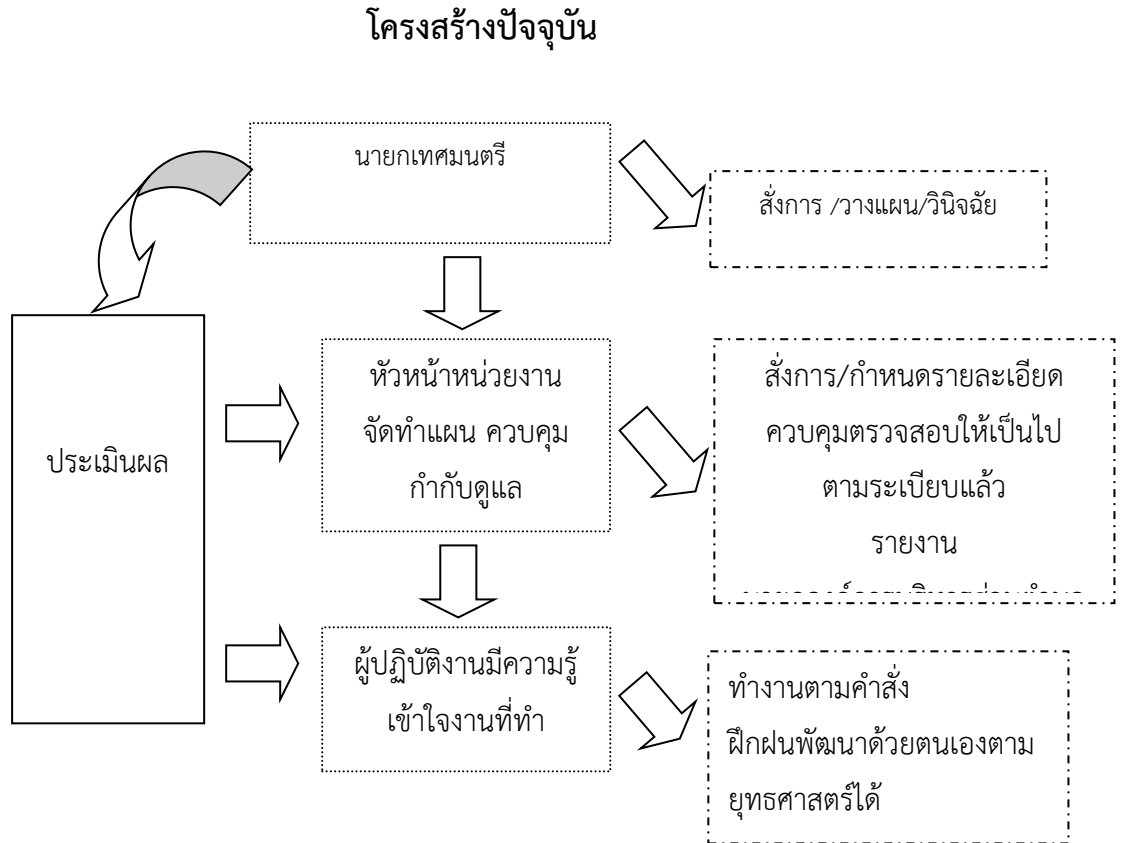 โครงสร้างปัจจุบัน
นายกเทศมนตรี
สั่งการ /วางแผน/วินิจฉัย
ประเมินผล
หัวหน้าหน่วยงาน
จัดทำแผน ควบคุม
กำกับดูแล
สั่งการ/กำหนดรายละเอียด
ควบคุมตรวจสอบให้เป็นไป
ตามระเบียบแล้ว
รายงาน
ผู้ปฏิบัติงานมีความรู้
เข้าใจงานที่ทำ
ทำงานตามคำสั่ง
ฝึกฝนพัฒนาด้วยตนเองตาม
ยุทธศาสตร์ได้